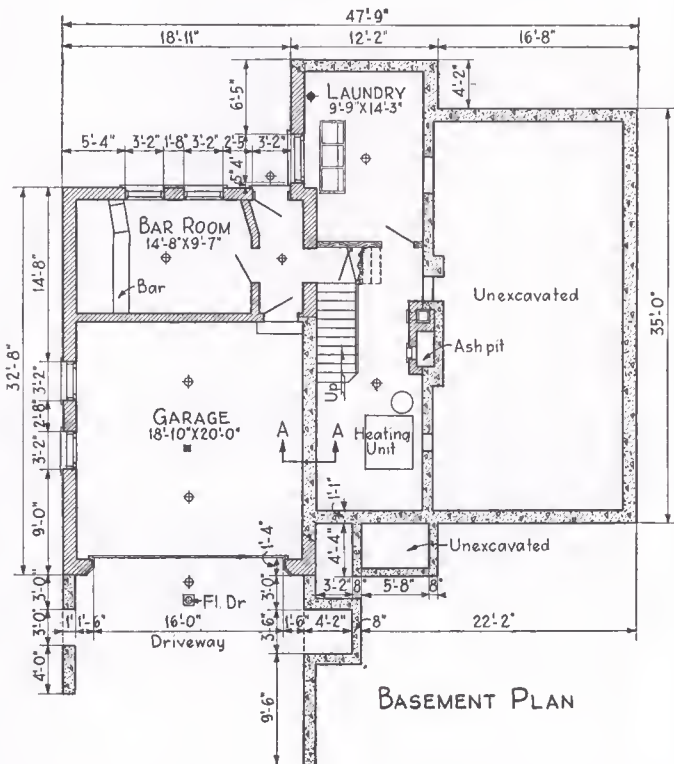 47'-9"
18'-11" 12'-2" 16'-8"
6'-5"
LAUNDRY
9'-9"X14'-3"
4'-2"
5'-4" 3'-2" 1'-8" 3'-2" 2'-5" 3'-2"
5'4"
BAR ROOM
14'-8"X9'-7"
Bar
14'-8"
Unexcavated
35'-0"
32'-8"
Ash pit
3'-2"
Up
GARAGE
18'-10"X20'-0"
A A
Heating
Unit
2'-8"
3'-2"
9'-0"
1'-1"
Unexcavated
1'-4"
4'-4"
3'-2" 8" 5'-8" 8"
3'-0" 3'-0"
Fl. Dr
1' 1'-6" 16'-0" 1'-6" 4'-2" 8" 22'-2"
3'-0" 3'-6"
Driveway
4'-0"
9'-6"
BASEMENT PLAN